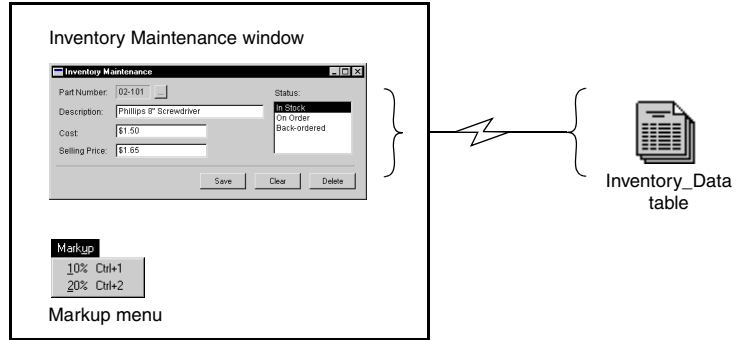 Inventory Maintenance window
Inventory Maintenance
Part Number: 02-101 ...
Status:
Description: Phillips 8" Screwdriver
In Stock
On Order
Back-ordered
Cost: $1.50
Selling Price: $1.65
Save Clear Delete
Inventory_Data
table
Markup
10% Ctrl+1
20% Ctrl+2
Markup menu